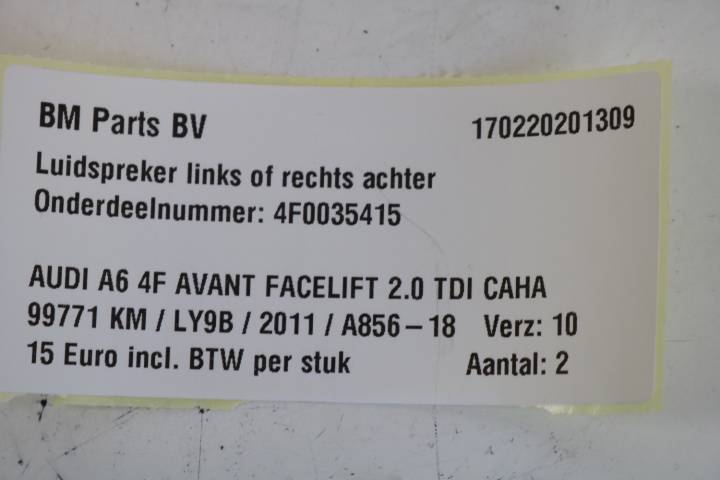 BM Parts BV 170220201309
Luidspreker links of rechts achter
Onderdeelnummer: 4F0035415
AUDI A6 4F AVANT FACELIFT 2.0 TDI CAHA
99771 KM / LY9B / 2011 / A856-18 Verz: 10
15 Euro incl. BTW per stuk Aantal: 2